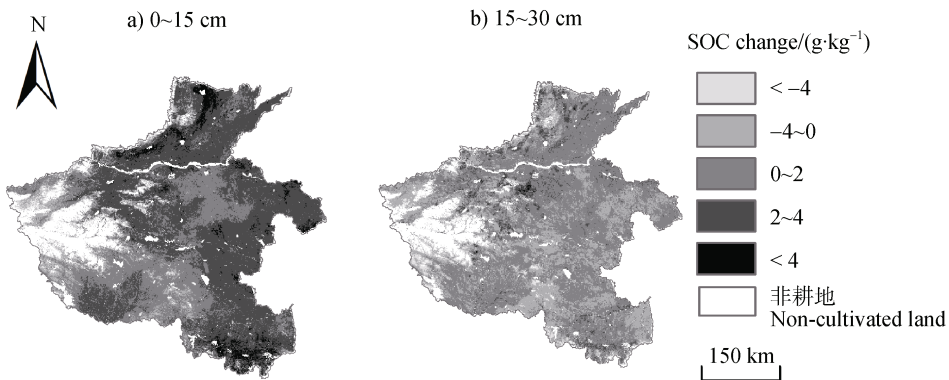 a) 0~15 cm
b) 15~30 cm
N
SOC change/(g·kg⁻¹)
< −4
−4~0
0~2
2~4
< 4
非耕地
Non-cultivated land
150 km